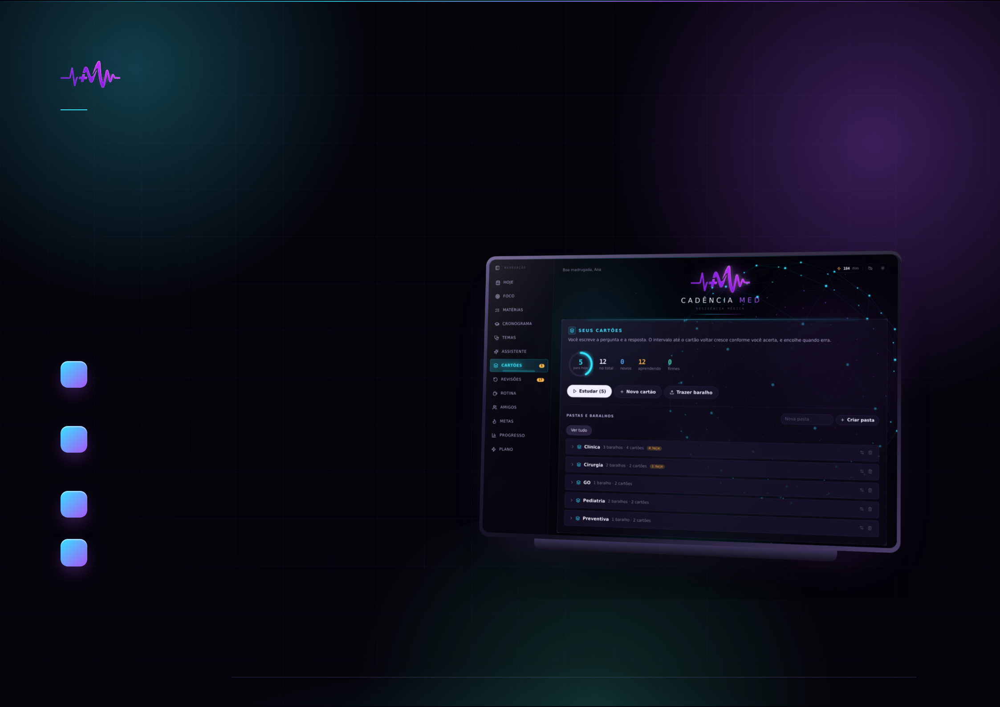 NAVEGAÇÃO
HOJE
FOCO
MATÉRIAS
CRONOGRAMA
TEMAS
ASSISTENTE
CARTÕES 5
REVISÕES 17
ROTINA
AMIGOS
METAS
PROGRESSO
PLANO
Boa madrugada, Ana
184 dias
CADÊNCIA MED
RESIDÊNCIA MÉDICA
SEUS CARTÕES
Você escreve a pergunta e a resposta. O intervalo até o cartão voltar cresce conforme você acerta, e encolhe quando erra.
5 12 0 12 0
para hoje no total novos aprendendo firmes
Estudar (5) + Novo cartão Trazer baralho
PASTAS E BARALHOS Nova pasta + Criar pasta
Ver tudo
Clínica 3 baralhos · 4 cartões 4 hoje
Cirurgia 2 baralhos · 2 cartões 1 hoje
GO 1 baralho · 2 cartões
Pediatria 2 baralhos · 2 cartões
Preventiva 1 baralho · 2 cartões